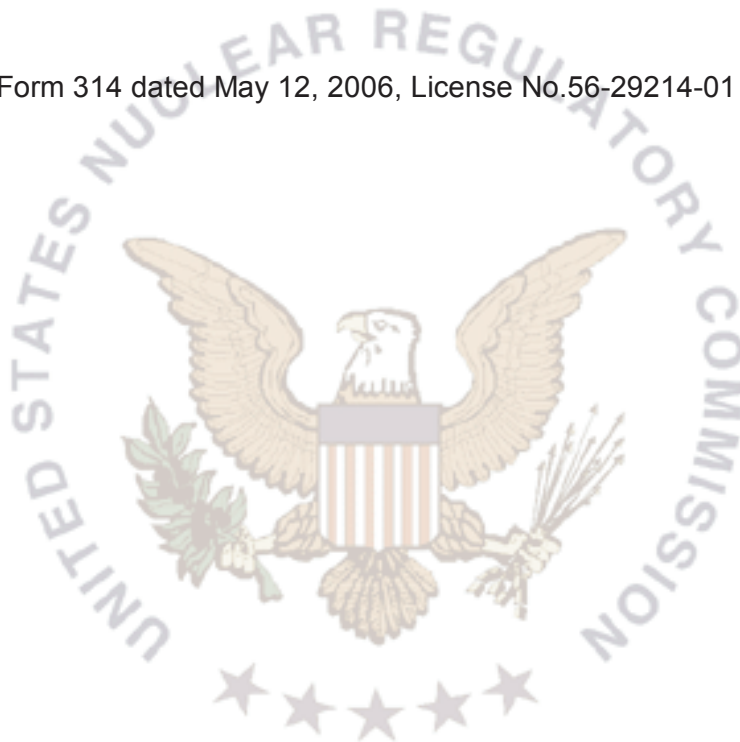 Form 314 dated May 12, 2006, License No.56-29214-01
UNITED STATES NUCLEAR REGULATORY COMMISSION